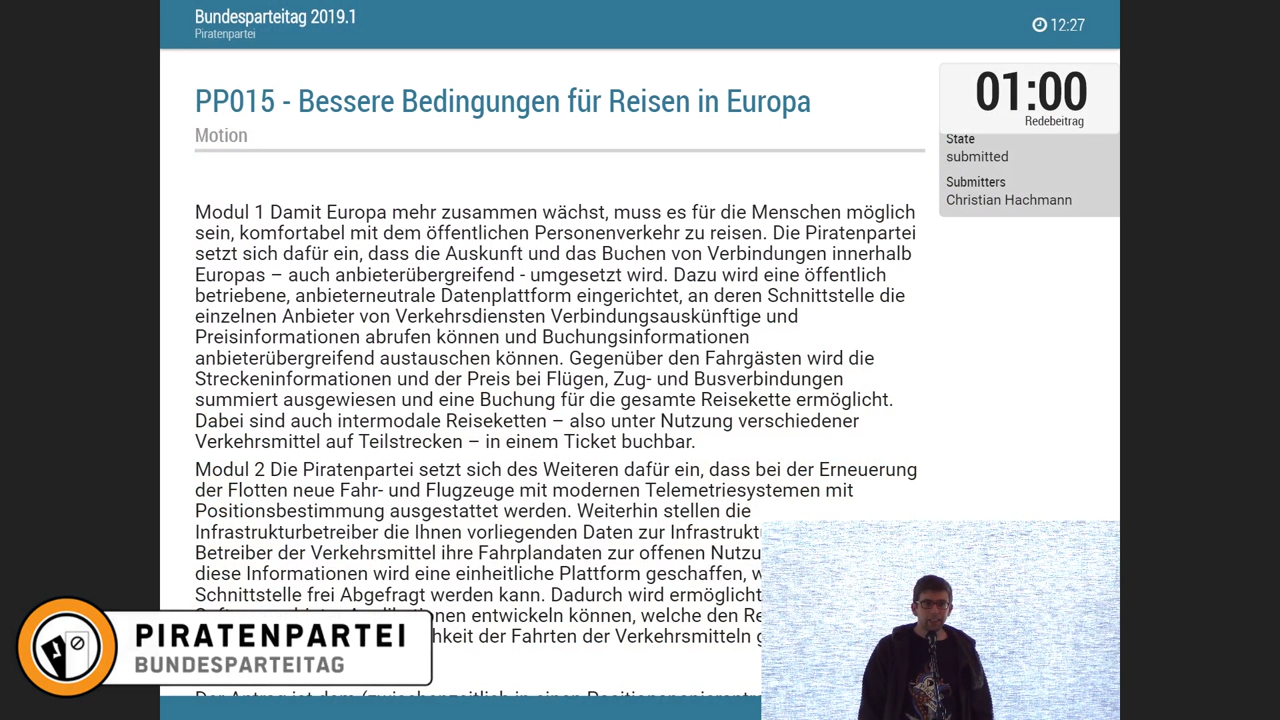 Bundesparteitag 2019.1
Piratenpartei
12:27
PP015 - Bessere Bedingungen für Reisen in Europa
Motion
01:00
Redebeitrag
State
submitted
Submitters
Christian Hachmann
Modul 1 Damit Europa mehr zusammen wächst, muss es für die Menschen möglich
sein, komfortabel mit dem öffentlichen Personenverkehr zu reisen. Die Piratenpartei
setzt sich dafür ein, dass die Auskunft und das Buchen von Verbindungen innerhalb
Europas – auch anbieterübergreifend - umgesetzt wird. Dazu wird eine öffentlich
betriebene, anbieterneutrale Datenplattform eingerichtet, an deren Schnittstelle die
einzelnen Anbieter von Verkehrsdiensten Verbindungsauskünftige und
Preisinformationen abrufen können und Buchungsinformationen
anbieterübergreifend austauschen können. Gegenüber den Fahrgästen wird die
Streckeninformationen und der Preis bei Flügen, Zug- und Busverbindungen
summiert ausgewiesen und eine Buchung für die gesamte Reisekette ermöglicht.
Dabei sind auch intermodale Reiseketten – also unter Nutzung verschiedener
Verkehrsmittel auf Teilstrecken – in einem Ticket buchbar.
Modul 2 Die Piratenpartei setzt sich des Weiteren dafür ein, dass bei der Erneuerung
der Flotten neue Fahr- und Flugzeuge mit modernen Telemetriesystemen mit
Positionsbestimmung ausgestattet werden. Weiterhin stellen die
Infrastrukturbetreiber die Ihnen vorliegenden Daten zur Infrastrukt
Betreiber der Verkehrsmittel ihre Fahrplandaten zur offenen Nutzu
diese Informationen wird eine einheitliche Plattform geschaffen, w
Schnittstelle frei Abgefragt werden kann. Dadurch wird ermöglicht
nen entwickeln können, welche den Re
hkeit der Fahrten der Verkehrsmitteln g
PIRATENPARTEI
BUNDESPARTEITAG